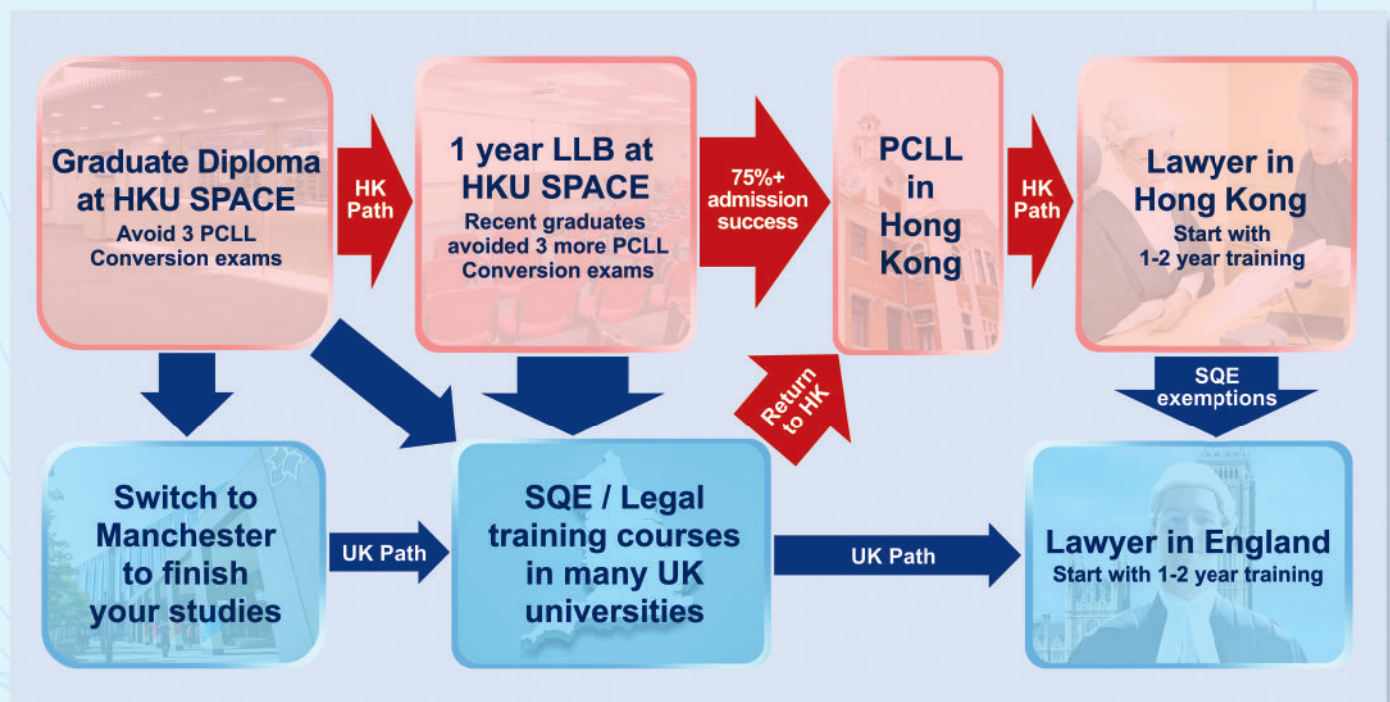 Graduate Diploma
at HKU SPACE
Avoid 3 PCLL
Conversion exams
HK
Path
1 year LLB at
HKU SPACE
Recent graduates
avoided 3 more PCLL
Conversion exams
75%+
admission
success
PCLL
in
Hong
Kong
HK
Path
Lawyer in
Hong Kong
Start with
1-2 year training
Return
to HK
SQE
exemptions
Switch to
Manchester
to finish
your studies
UK Path
SQE / Legal
training courses
in many UK
universities
UK Path
Lawyer in England
Start with 1-2 year training